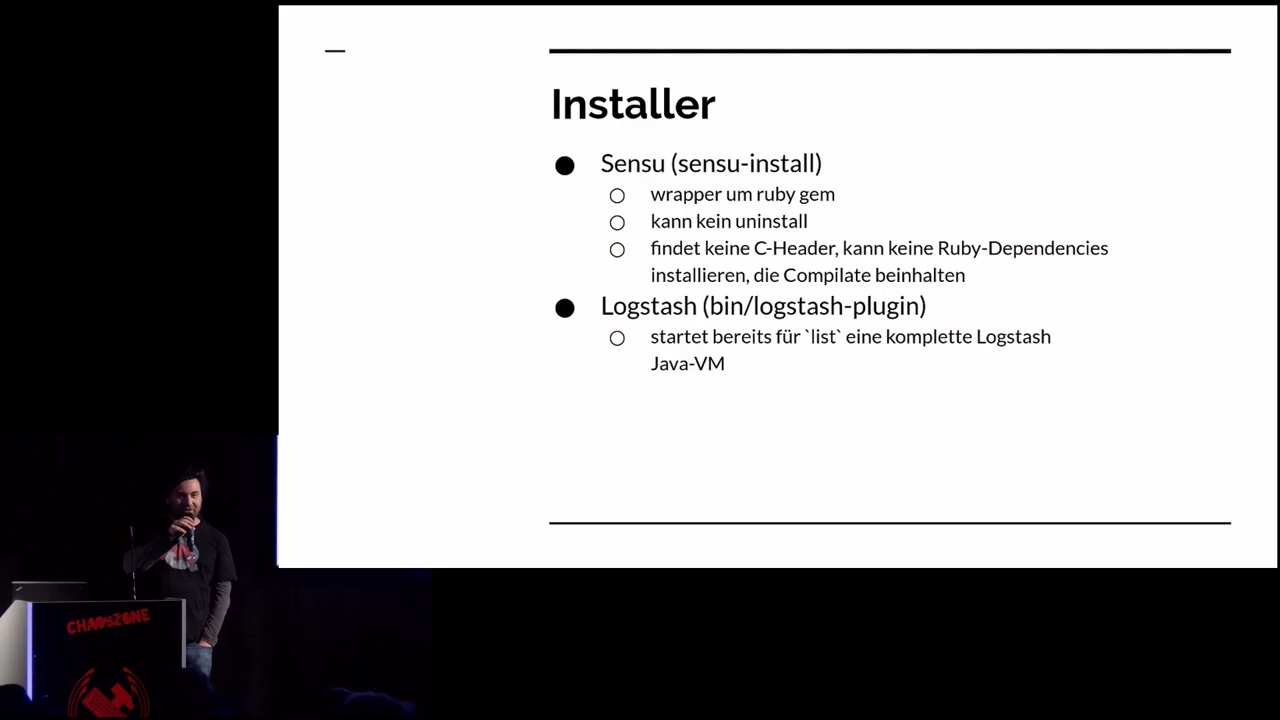 Installer
● Sensu (sensu-install)
○ wrapper um ruby gem
○ kann kein uninstall
○ findet keine C-Header, kann keine Ruby-Dependencies
installieren, die Compilate beinhalten
● Logstash (bin/logstash-plugin)
○ startet bereits für `list` eine komplette Logstash
Java-VM
CHAOSZONE